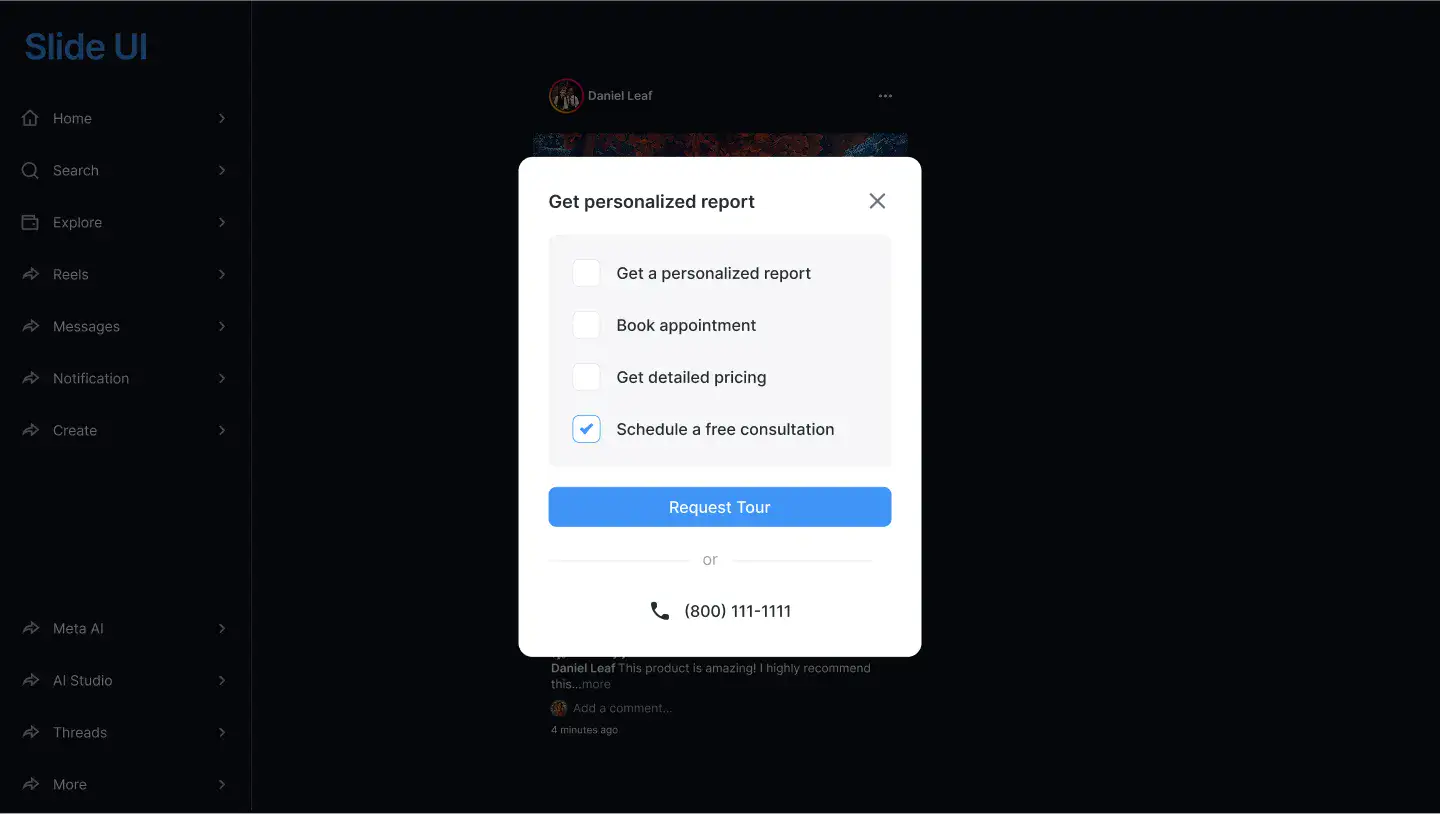 Slide UI
Home
Search
Explore
Reels
Messages
Notification
Create
Meta AI
AI Studio
Threads
More
Daniel Leaf
Get personalized report
Get a personalized report
Book appointment
Get detailed pricing
Schedule a free consultation
Request Tour
or
(800) 111-1111
Daniel Leaf This product is amazing! I highly recommend
this...more
Add a comment...
4 minutes ago